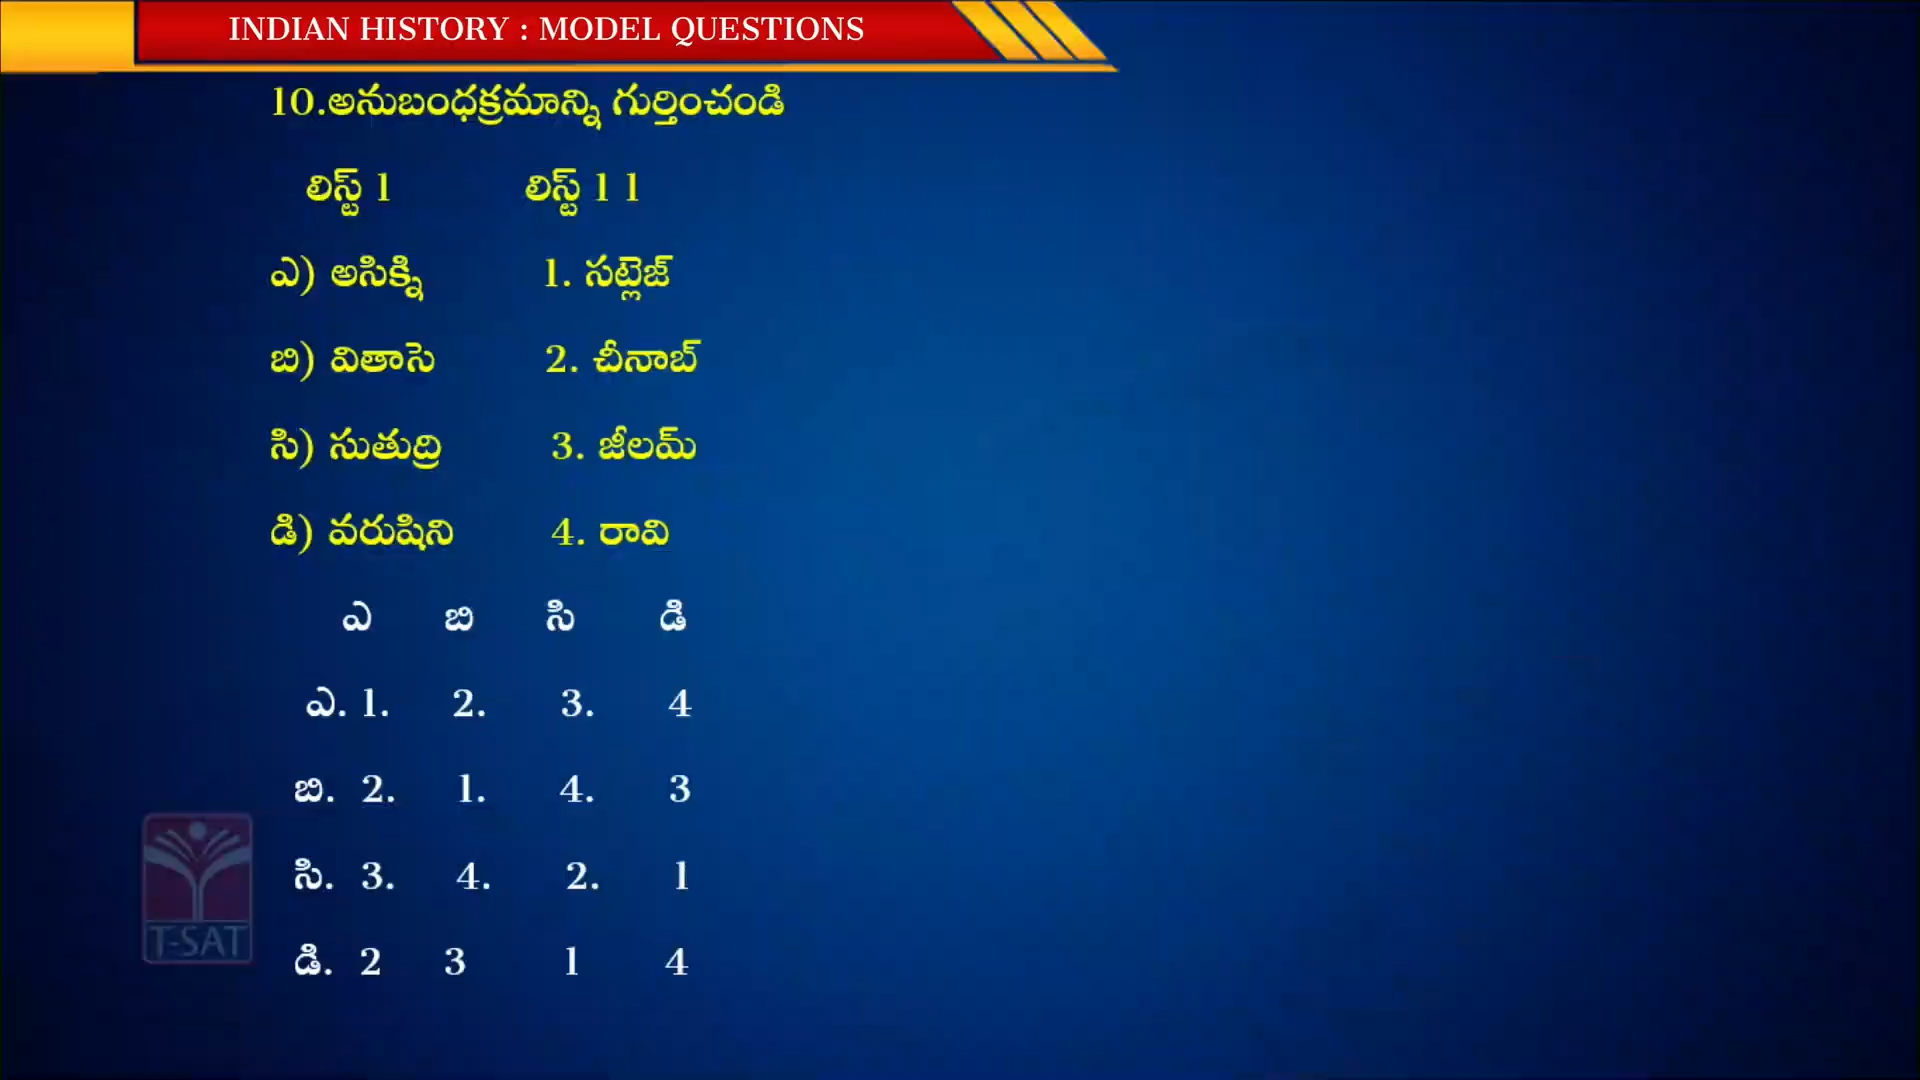 INDIAN HISTORY : MODEL QUESTIONS
10.అనుబంధక్రమాన్ని గుర్తించండి
లిస్ట్ 1 లిస్ట్ 1 1
ఎ) అసిక్ని 1. సట్లెజ్
బి) వితాసె 2. చీనాబ్
సి) సుతుద్రి 3. జీలమ్
డి) వరుషిని 4. రావి
ఎ బి సి డి
ఎ. 1. 2. 3. 4
బి. 2. 1. 4. 3
సి. 3. 4. 2. 1
డి. 2 3 1 4
T-SAT